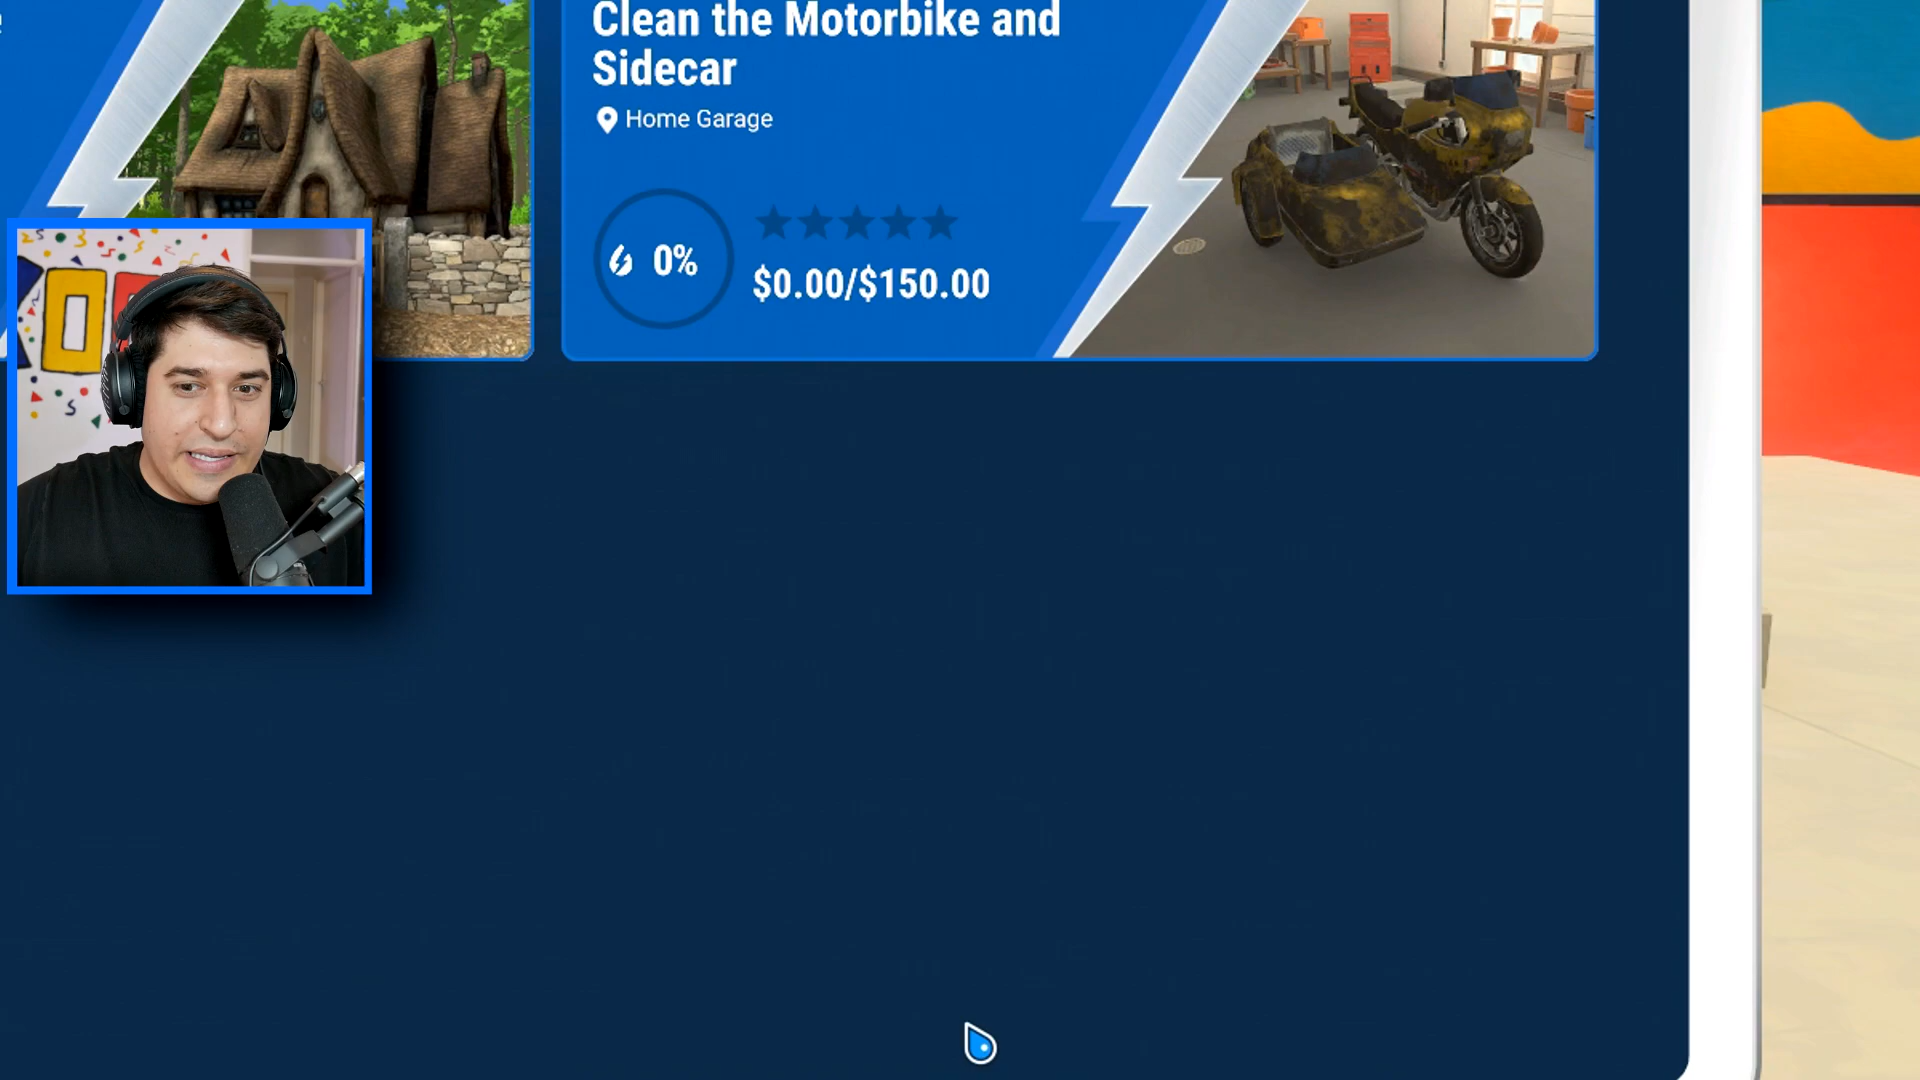 Clean the Motorbike and
Sidecar
Home Garage
0%
$0.00/$150.00